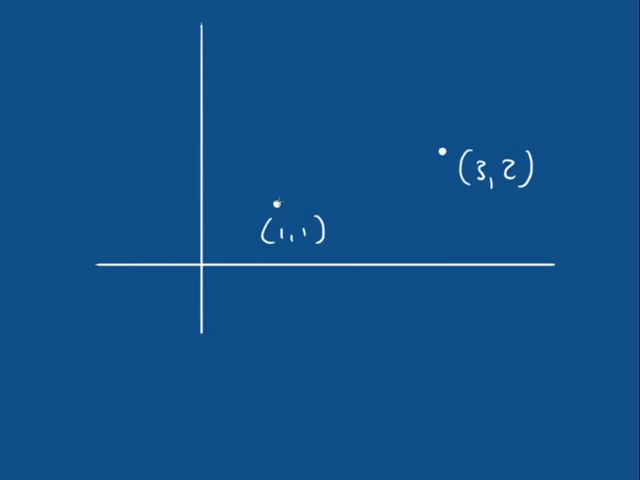 (3, 2)
(1, 1)